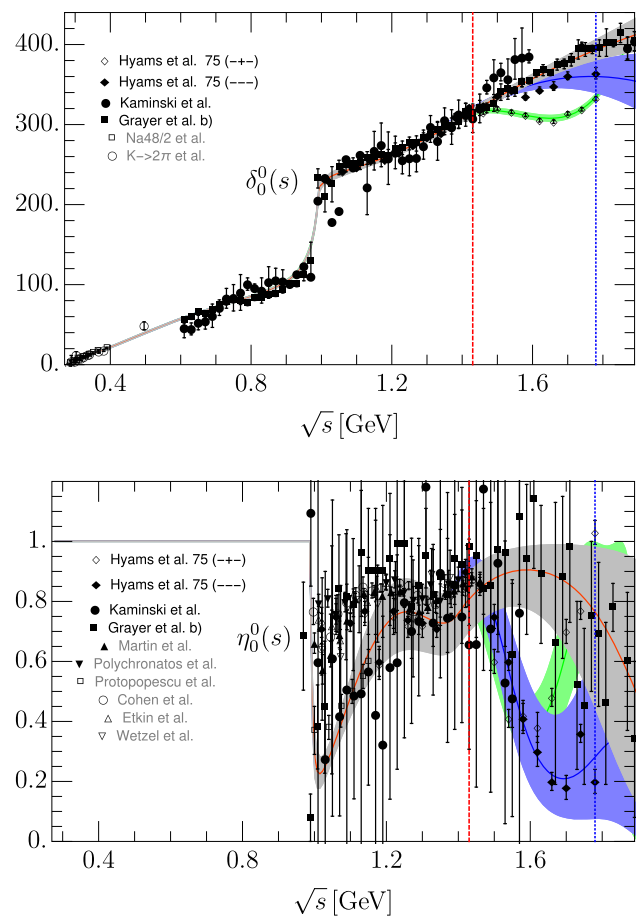 400.
300.
200.
100.
0.
Hyams et al. 75 (−+−)
Hyams et al. 75 (−−−)
Kaminski et al.
Grayer et al. b)
Na48/2 et al.
K−>2π et al.
δ₀⁰(s)
0.4 0.8 1.2 1.6
√s [GeV]
1.
0.8
0.6
0.4
0.2
0.
Hyams et al. 75 (−+−)
Hyams et al. 75 (−−−)
Kaminski et al.
Grayer et al. b)
Martin et al.
Polychronatos et al.
Protopopescu et al.
Cohen et al.
Etkin et al.
Wetzel et al.
η₀⁰(s)
0.4 0.8 1.2 1.6
√s [GeV]